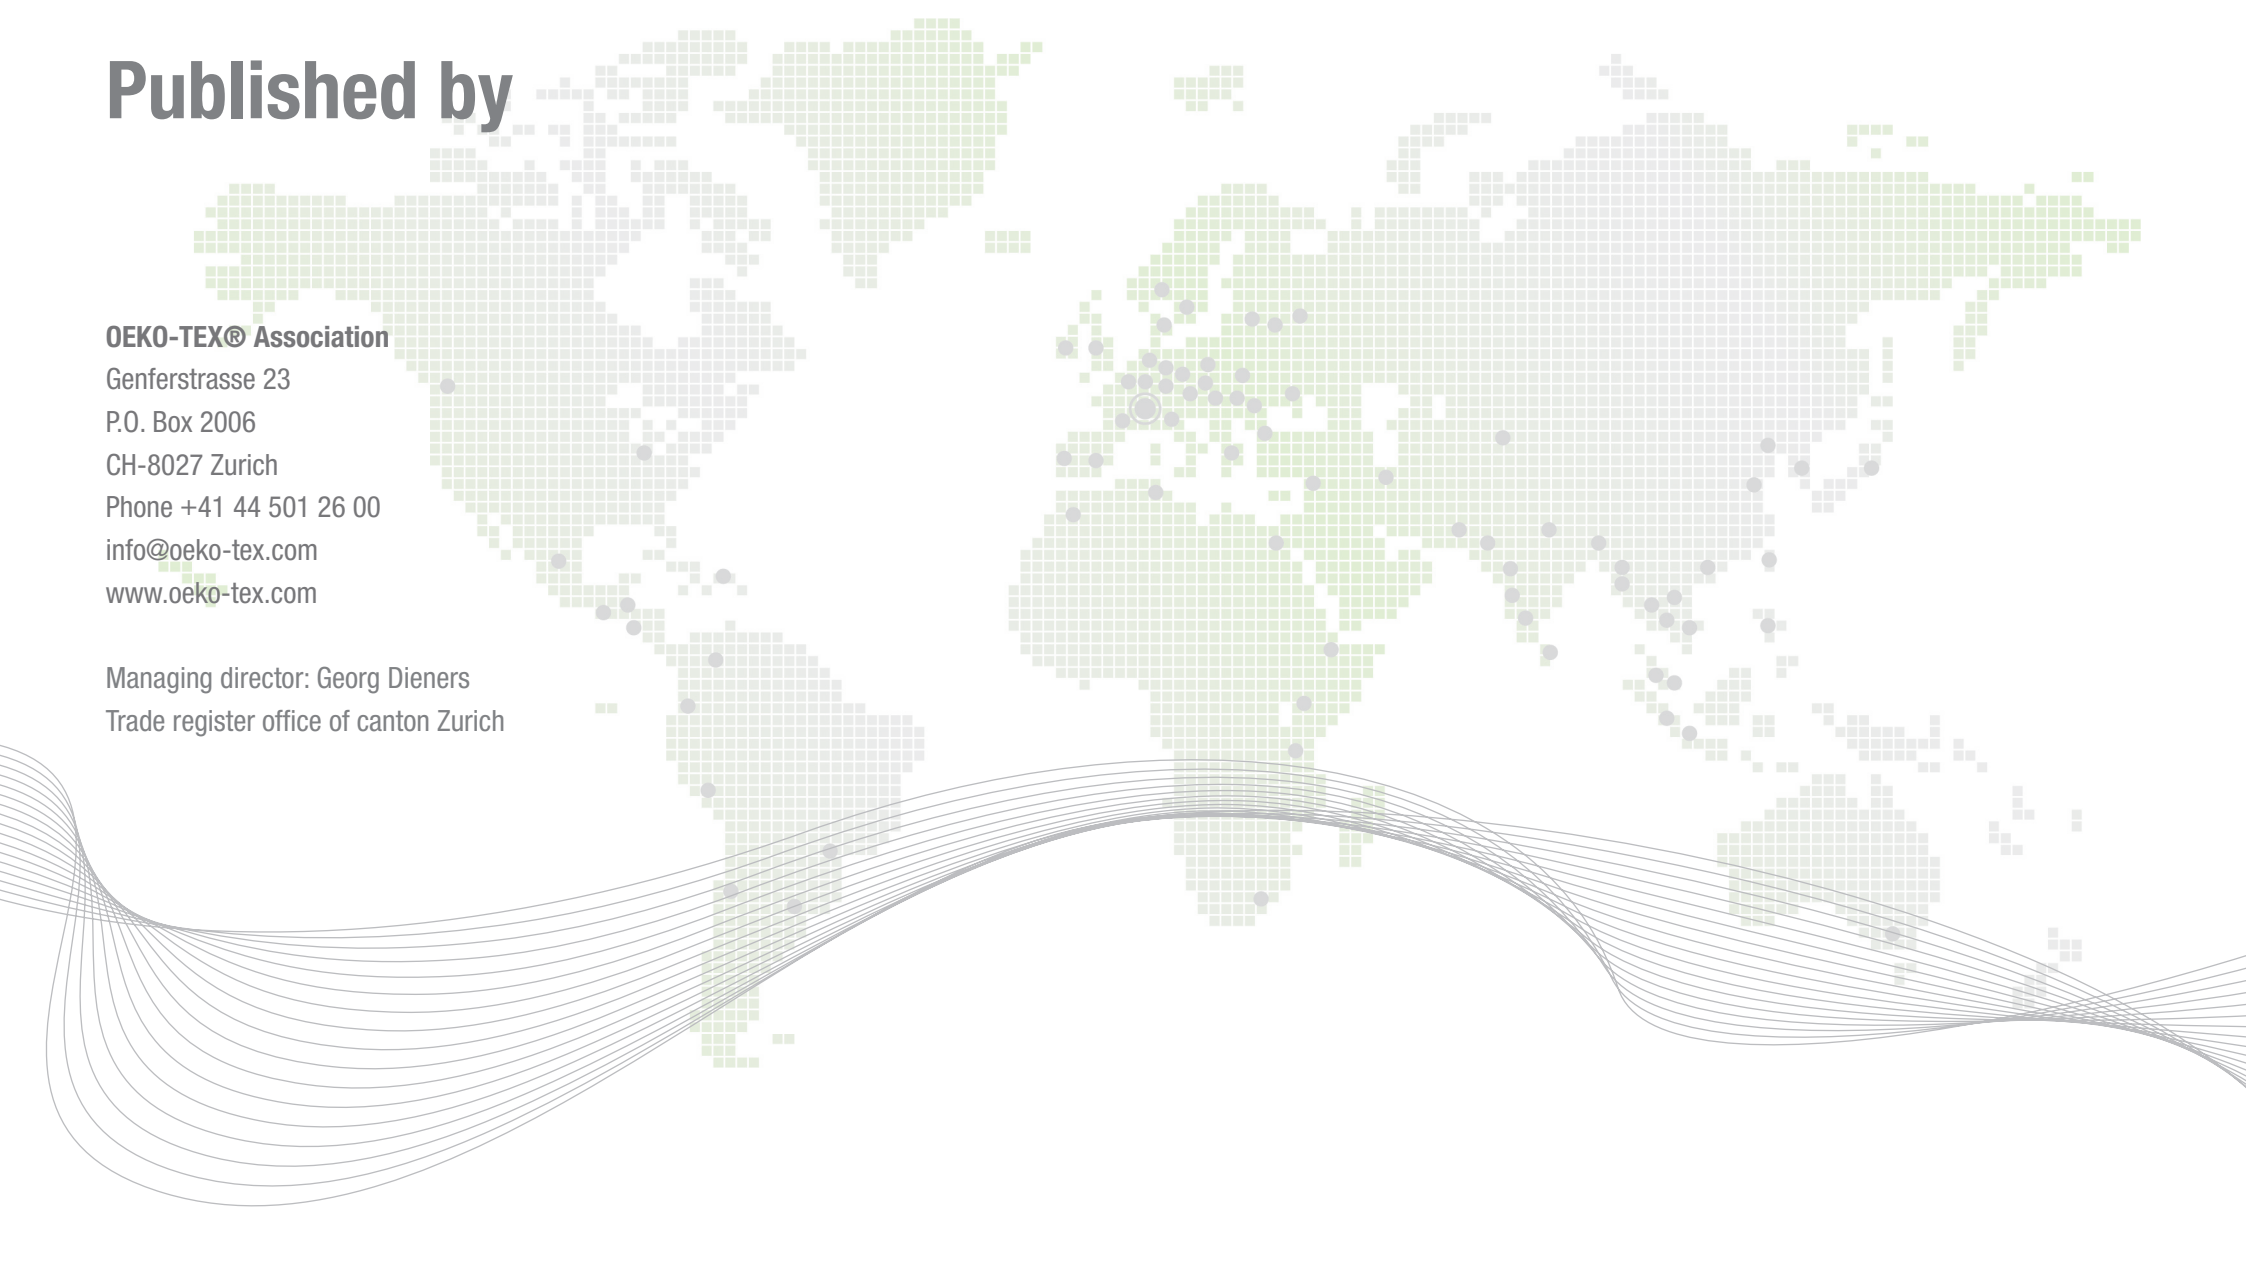 Published by
OEKO-TEX® Association
Genferstrasse 23
P.O. Box 2006
CH-8027 Zurich
Phone +41 44 501 26 00
info@oeko-tex.com
www.oeko-tex.com
Managing director: Georg Dieners
Trade register office of canton Zurich